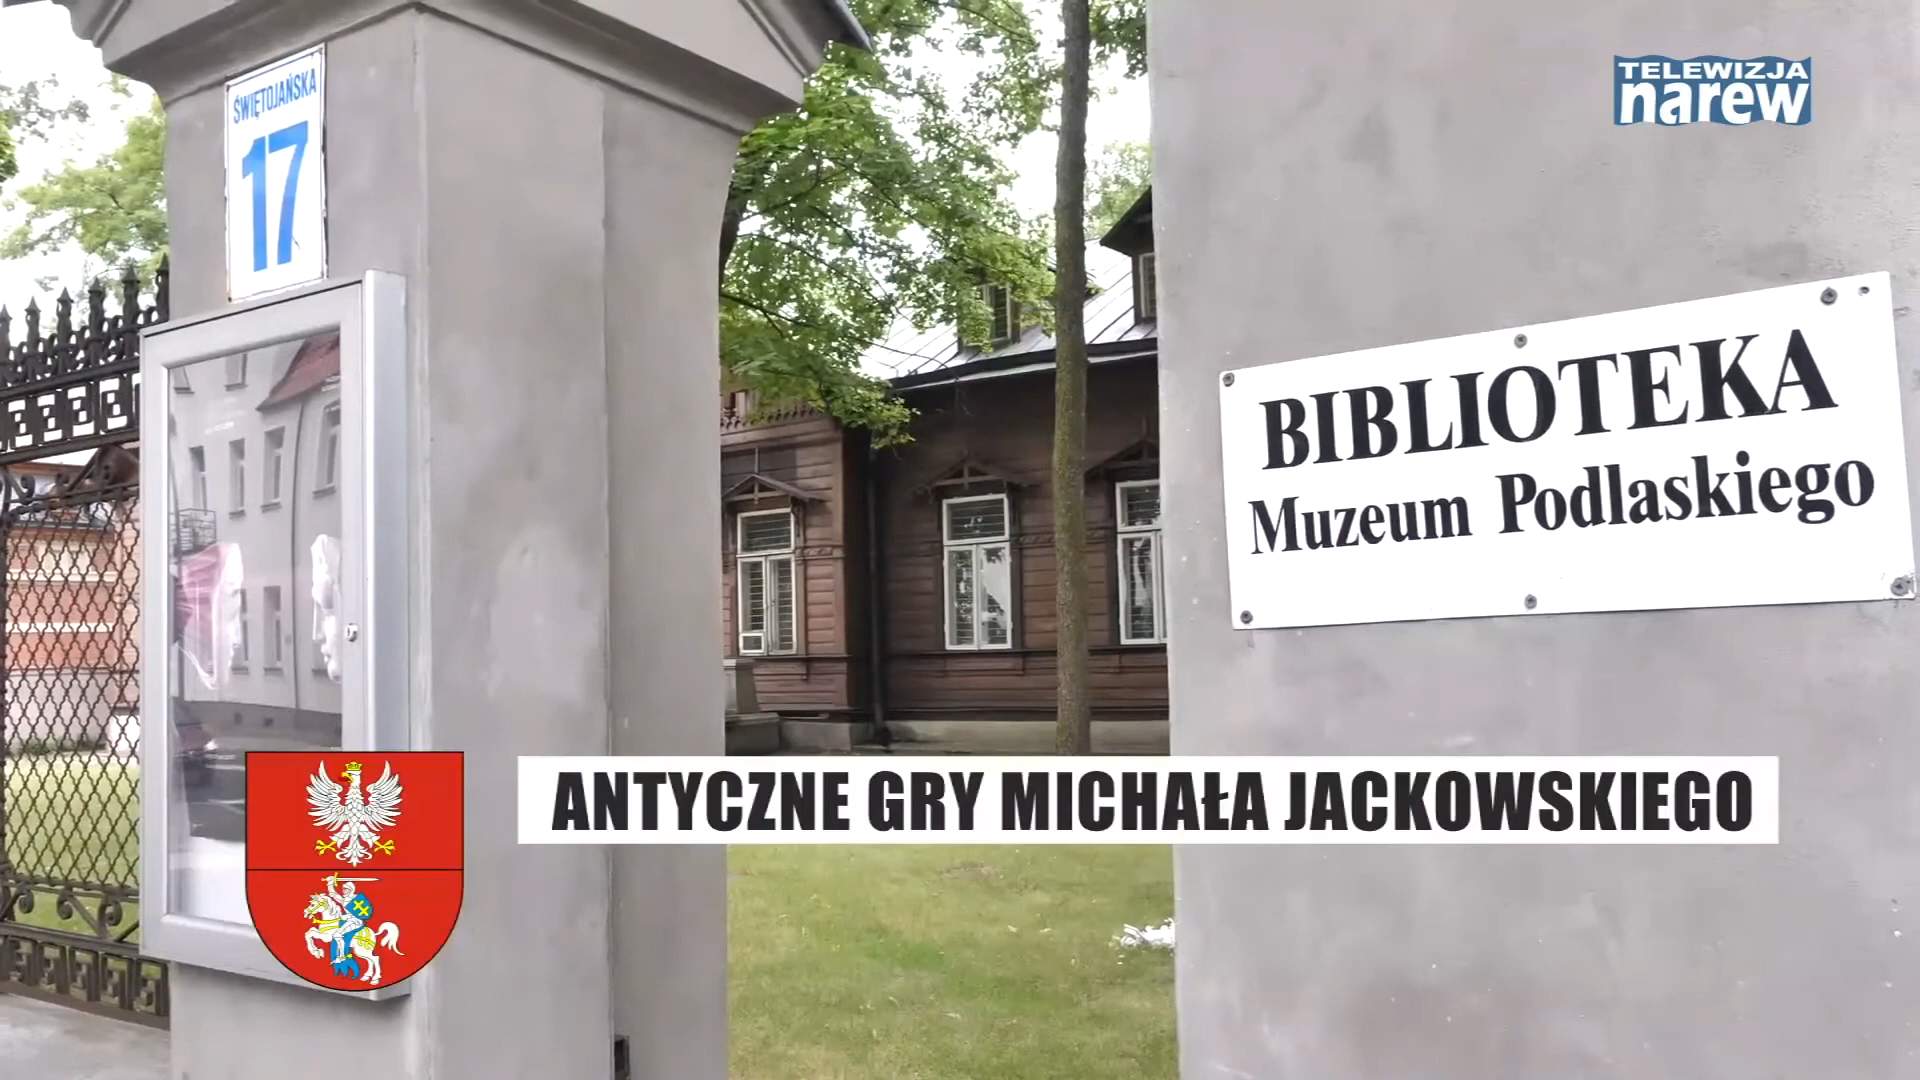 ŚWIĘTOJAŃSKA
17
TELEWIZJA
narew
BIBLIOTEKA
Muzeum Podlaskiego
ANTYCZNE GRY MICHAŁA JACKOWSKIEGO